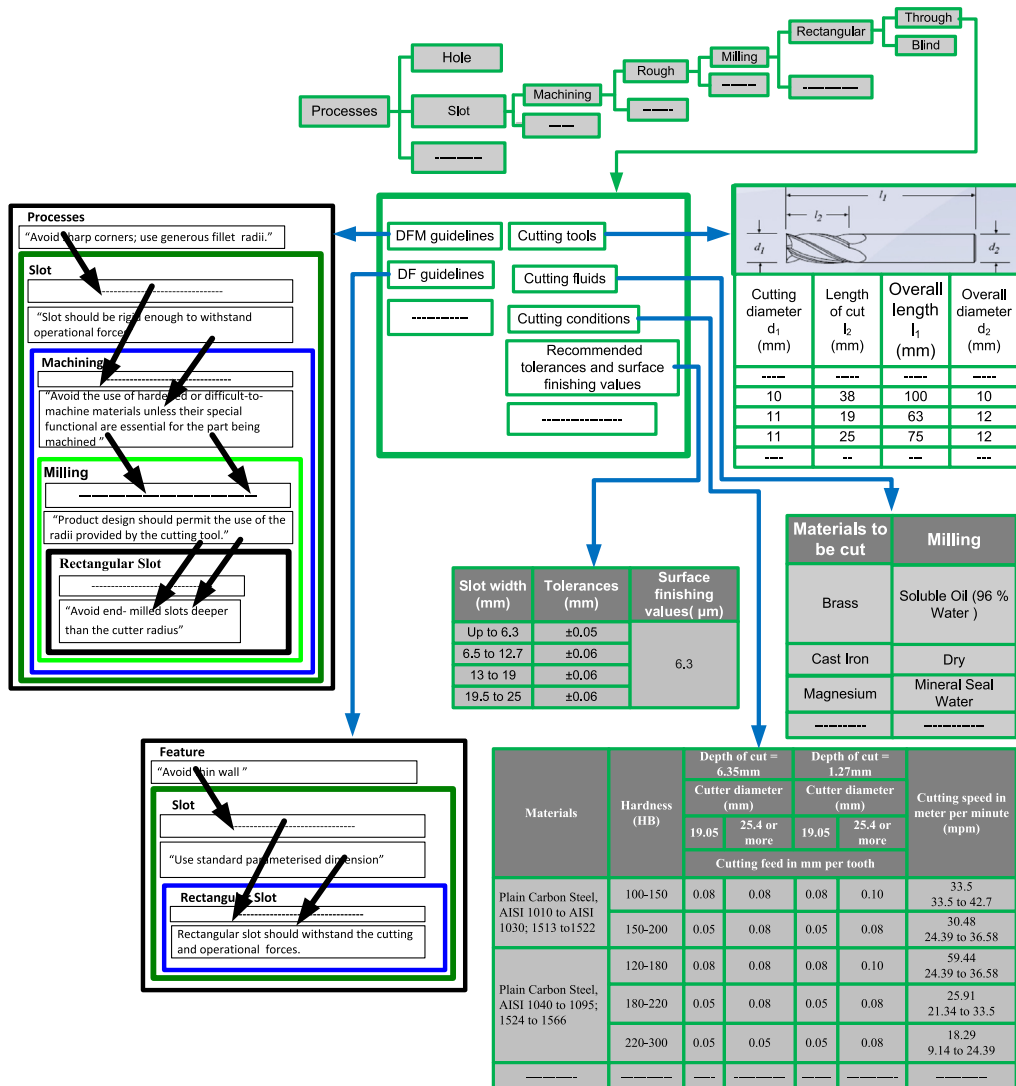 Through
Rectangular
Blind
Milling
Rough
Hole
Machining
Processes
Slot
Processes
"Avoid sharp corners; use generous fillet radii."
Slot
"Slot should be rigid enough to withstand
operational forces
Machining
"Avoid the use of hardened or difficult-to-
machine materials unless their special
functional are essential for the part being
machined "
Milling
"Product design should permit the use of the
radii provided by the cutting tool."
Rectangular Slot
"Avoid end- milled slots deeper
than the cutter radius"
DFM guidelines
Cutting tools
DF guidelines
Cutting fluids
Cutting conditions
Recommended
tolerances and surface
finishing values
l1
l2
d1
d2
Cutting diameter d1 (mm) Length of cut l2 (mm) Overall length l1 (mm) Overall diameter d2 (mm)
10 38 100 10
11 19 63 12
11 25 75 12
Materials to be cut Milling
Brass Soluble Oil (96 % Water )
Cast Iron Dry
Magnesium Mineral Seal Water
Slot width (mm) Tolerances (mm) Surface finishing values( µm)
Up to 6.3 ±0.05
6.5 to 12.7 ±0.06
6.3
13 to 19 ±0.06
19.5 to 25 ±0.06
Feature
"Avoid thin wall "
Slot
"Use standard parameterised dimension"
Rectangular Slot
Rectangular slot should withstand the cutting
and operational forces.
Materials Hardness (HB) Depth of cut = 6.35mm Depth of cut = 1.27mm Cutting speed in meter per minute (mpm)
Cutter diameter (mm) Cutter diameter (mm)
19.05 25.4 or more 19.05 25.4 or more
Cutting feed in mm per tooth
Plain Carbon Steel,
AISI 1010 to AISI
1030; 1513 to1522
100-150 0.08 0.08 0.08 0.10 33.5
33.5 to 42.7
150-200 0.05 0.08 0.05 0.08 30.48
24.39 to 36.58
Plain Carbon Steel,
AISI 1040 to 1095;
1524 to 1566
120-180 0.08 0.08 0.08 0.10 59.44
24.39 to 36.58
180-220 0.05 0.08 0.05 0.08 25.91
21.34 to 33.5
220-300 0.05 0.05 0.05 0.08 18.29
9.14 to 24.39